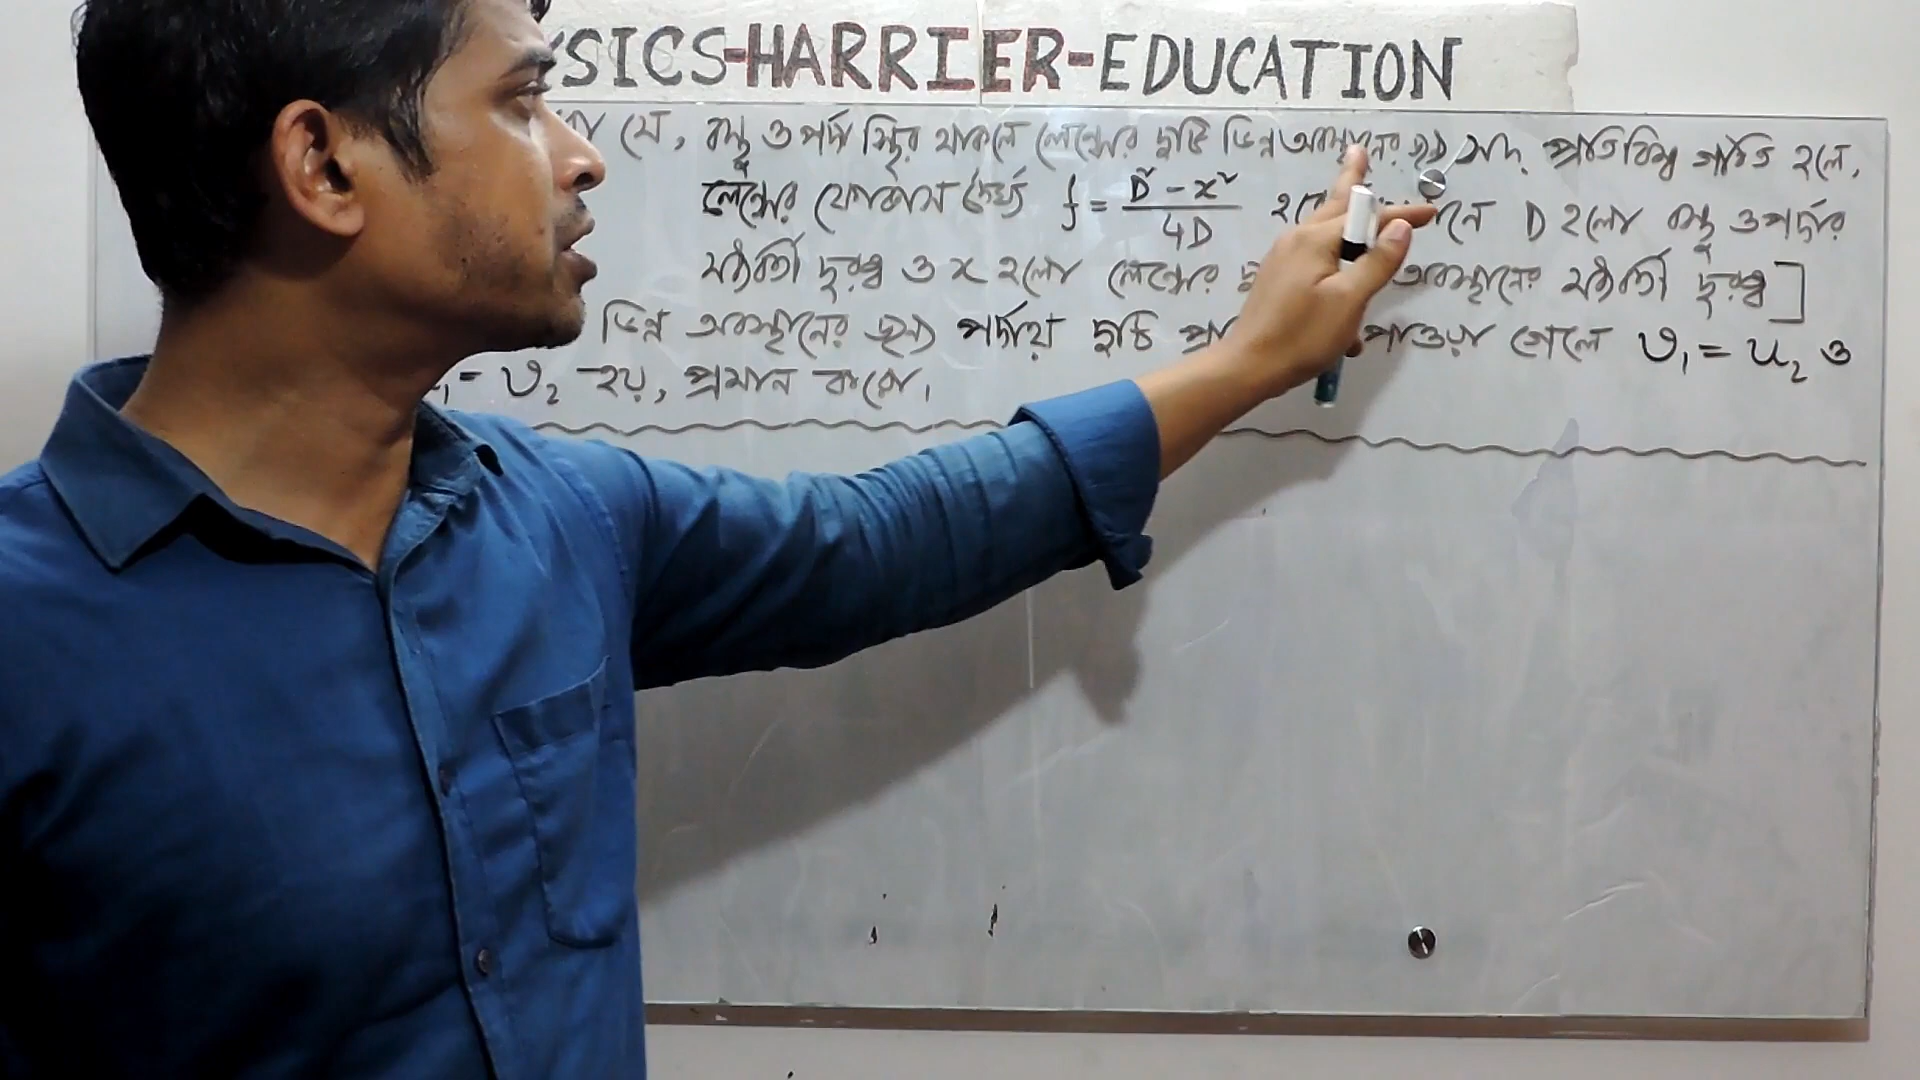 YSICS-HARRIER-EDUCATION
যে, বস্তু ও পর্দা স্থির থাকলে লেন্সের দুটি ভিন্ন অবস্থানের জন্য সদ্. প্রতিবিম্ব গঠিত হলে,
লেন্সের ফোকাস দৈর্ঘ্য f = (D² - x²)/4D D হলো বস্তু ও পর্দার
মধ্যবর্তী দূরত্ব ও x হলো লেন্সের অবস্থানের মধ্যবর্তী দূরত্ব]
ভিন্ন অবস্থানের জন্য পর্দায় দুটি পাওয়া গেলে v₁ = u₂ ও
₁ = v₂ হয়, প্রমান করো।